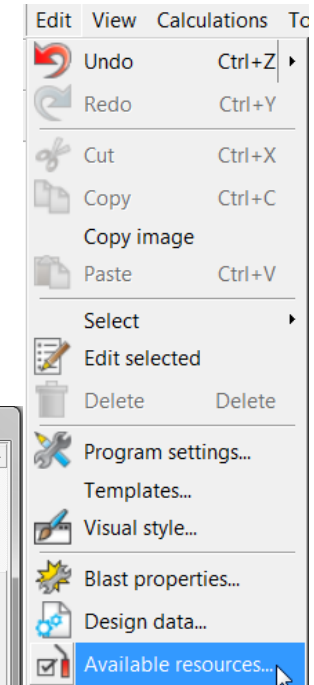 Edit View Calculations To
Undo Ctrl+Z
Redo Ctrl+Y
Cut Ctrl+X
Copy Ctrl+C
Copy image
Paste Ctrl+V
Select
Edit selected
Delete Delete
Program settings...
Templates...
Visual style...
Blast properties...
Design data...
Available resources...